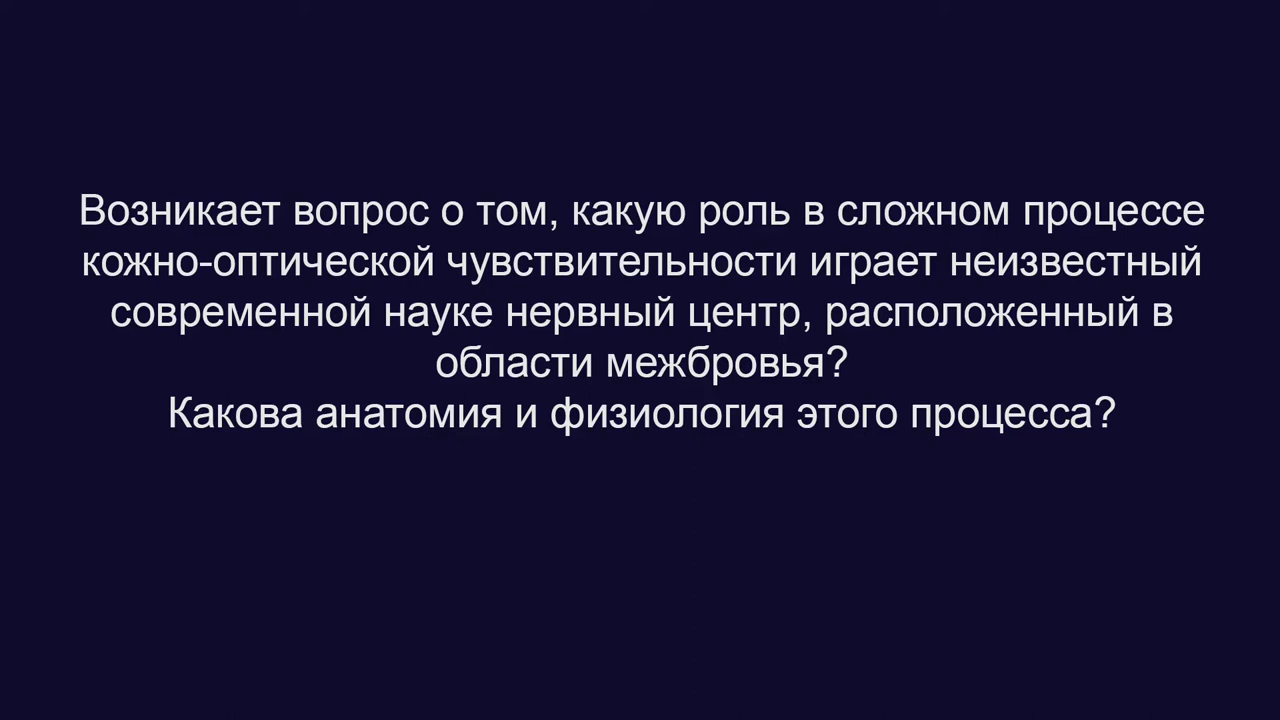 Возникает вопрос о том, какую роль в сложном процессе
кожно-оптической чувствительности играет неизвестный
современной науке нервный центр, расположенный в
области межбровья?
Какова анатомия и физиология этого процесса?